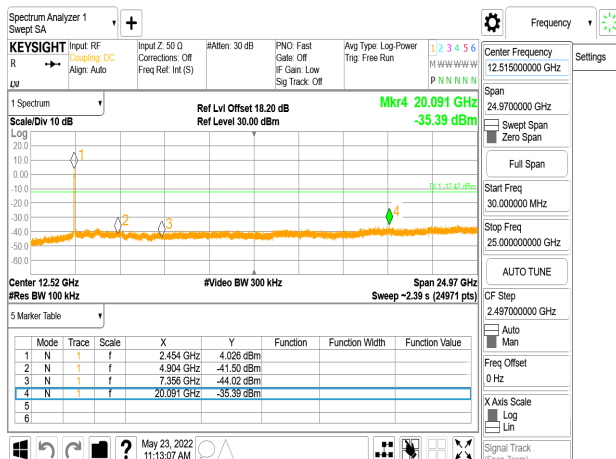 Spectrum Analyzer 1
Swept SA
Frequency
KEYSIGHT
R
Input: RF
Coupling: DC
Align: Auto
Input Z: 50 Ω
Corrections: Off
Freq Ref: Int (S)
#Atten: 30 dB
PNO: Fast
Gate: Off
IF Gain: Low
Sig Track: Off
Avg Type: Log-Power
Trig: Free Run
1 2 3 4 5 6
M W W W W W
P N N N N N
LXI
1 Spectrum
Scale/Div 10 dB
Ref Lvl Offset 18.20 dB
Ref Level 30.00 dBm
Mkr4 20.091 GHz
-35.39 dBm
Log
20.0
10.0
0.00
-10.0
-20.0
-30.0
-40.0
-50.0
-60.0
1
2
3
4
DL1 -12.42 dBm
Center 12.52 GHz
#Res BW 100 kHz
#Video BW 300 kHz
Span 24.97 GHz
Sweep ~2.39 s (24971 pts)
5 Marker Table
Mode Trace Scale X Y Function Function Width Function Value
1 N 1 f 2.454 GHz 4.026 dBm
2 N 1 f 4.904 GHz -41.50 dBm
3 N 1 f 7.356 GHz -44.02 dBm
4 N 1 f 20.091 GHz -35.39 dBm
5
6
?
May 23, 2022
11:13:07 AM
Center Frequency
12.515000000 GHz
Settings
Span
24.9700000 GHz
Swept Span
Zero Span
Full Span
Start Freq
30.000000 MHz
Stop Freq
25.000000000 GHz
AUTO TUNE
CF Step
2.497000000 GHz
Auto
Man
Freq Offset
0 Hz
X Axis Scale
Log
Lin
Signal Track
(Span Zoom)